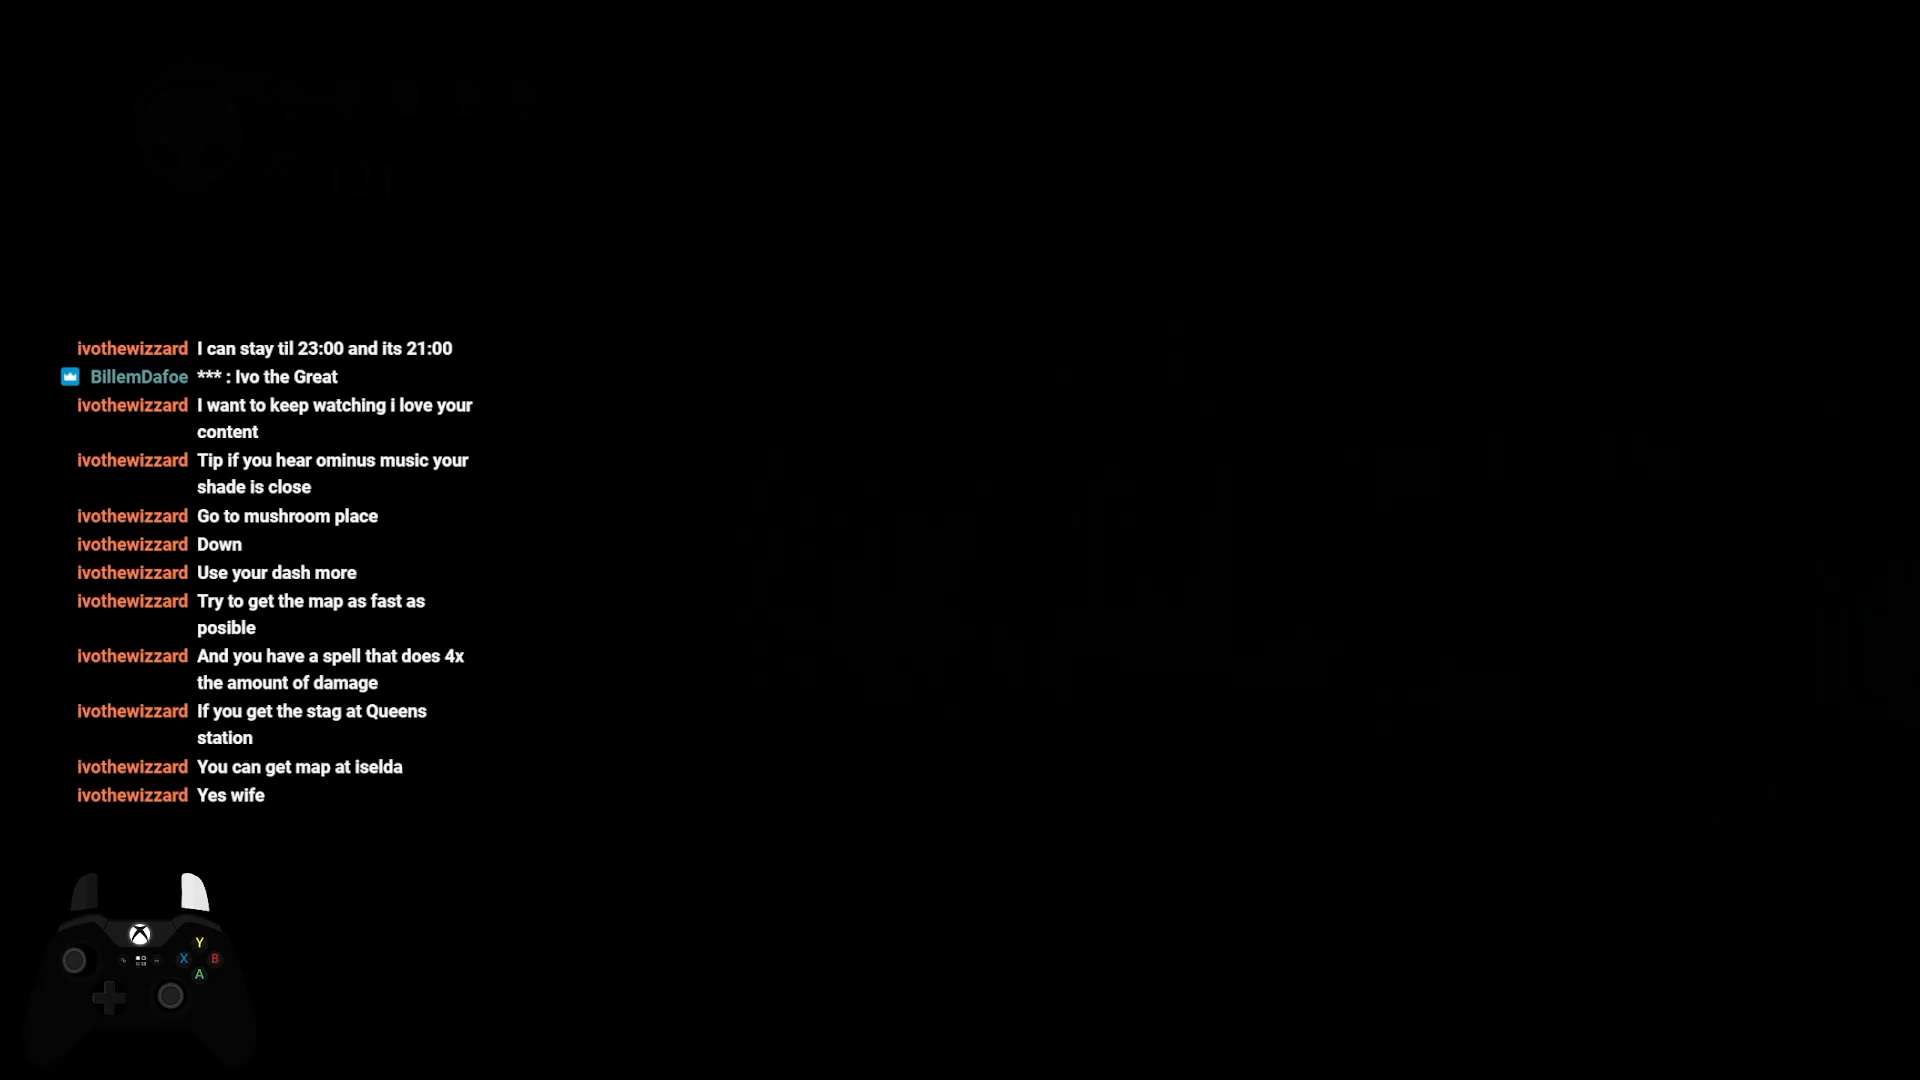 121
ivothewizzard I can stay til 23:00 and its 21:00
BillemDafoe *** : Ivo the Great
ivothewizzard I want to keep watching i love your
content
ivothewizzard Tip if you hear ominus music your
shade is close
ivothewizzard Go to mushroom place
ivothewizzard Down
ivothewizzard Use your dash more
ivothewizzard Try to get the map as fast as
posible
ivothewizzard And you have a spell that does 4x
the amount of damage
ivothewizzard If you get the stag at Queens
station
ivothewizzard You can get map at iselda
ivothewizzard Yes wife
Y
X B
A